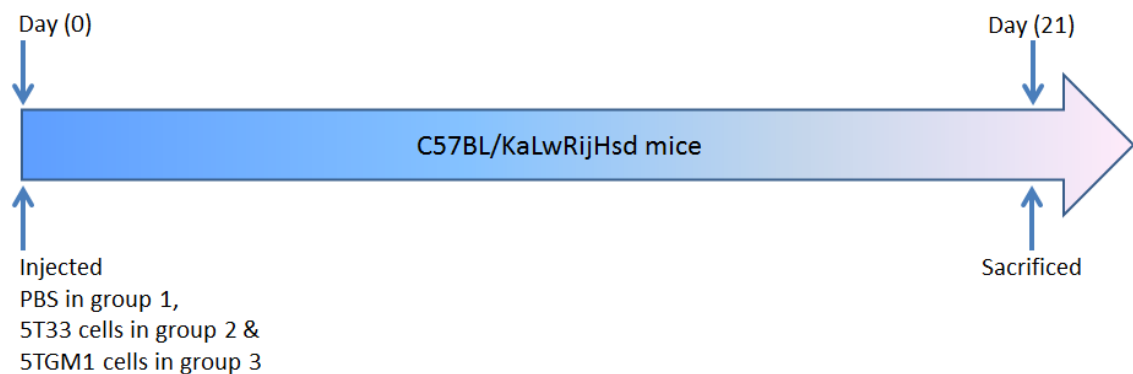 Day (0)
Day (21)
C57BL/KaLwRijHsd mice
Injected
PBS in group 1,
5T33 cells in group 2 &
5TGM1 cells in group 3
Sacrificed